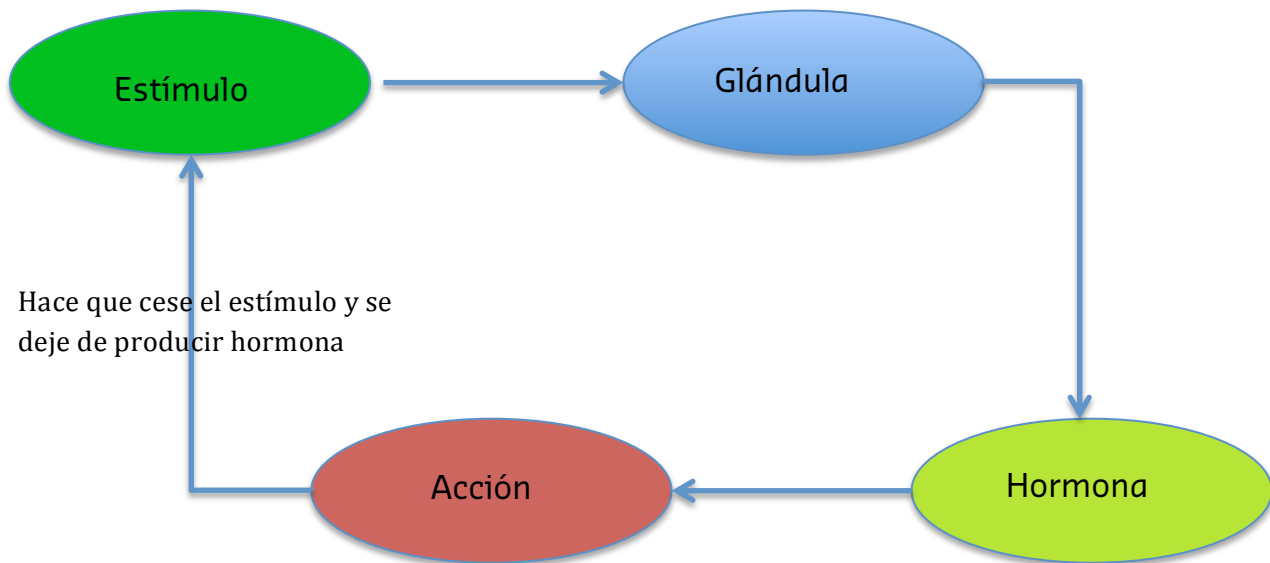 Estímulo
Glándula
Hace que cese el estímulo y se
deje de producir hormona
Acción
Hormona